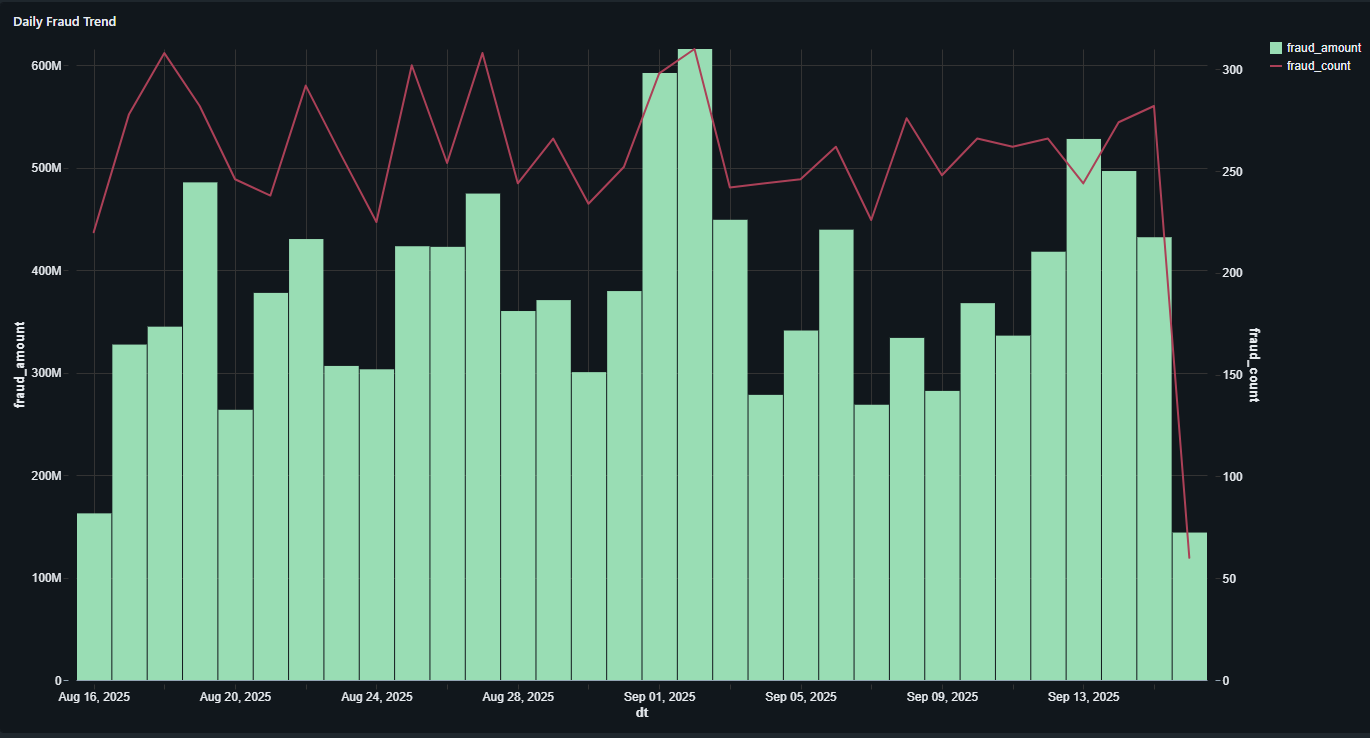 Daily Fraud Trend
fraud_amount
fraud_count
600M
500M
400M
300M
200M
100M
0
fraud_amount
300
250
200
150
100
50
0
fraud_count
Aug 16, 2025 Aug 20, 2025 Aug 24, 2025 Aug 28, 2025 Sep 01, 2025 Sep 05, 2025 Sep 09, 2025 Sep 13, 2025
dt